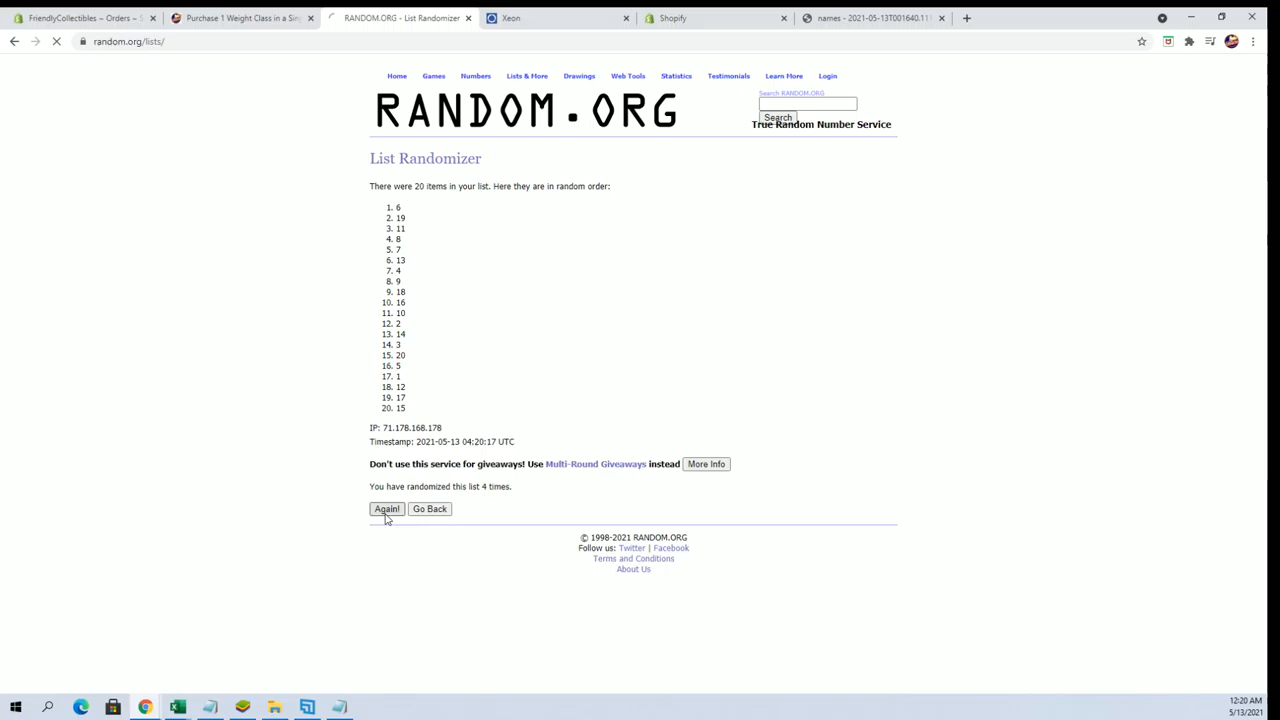 FriendlyCollectibles ~ Orders ~ S
Purchase 1 Weight Class in a Sing
RANDOM.ORG - List Randomizer
Xeon
Shopify
names - 2021-05-13T001640.11
random.org/lists/
Home Games Numbers Lists & More Drawings Web Tools Statistics Testimonials Learn More Login
Search RANDOM.ORG
RANDOM.ORG
Search
True Random Number Service
List Randomizer
There were 20 items in your list. Here they are in random order:
1. 6
2. 19
3. 11
4. 8
5. 7
6. 13
7. 4
8. 9
9. 18
10. 16
11. 10
12. 2
13. 14
14. 3
15. 20
16. 5
17. 1
18. 12
19. 17
20. 15
IP: 71.178.168.178
Timestamp: 2021-05-13 04:20:17 UTC
Don't use this service for giveaways! Use Multi-Round Giveaways instead More Info
You have randomized this list 4 times.
Again! Go Back
© 1998-2021 RANDOM.ORG
Follow us: Twitter | Facebook
Terms and Conditions
About Us
12:20 AM
5/13/2021